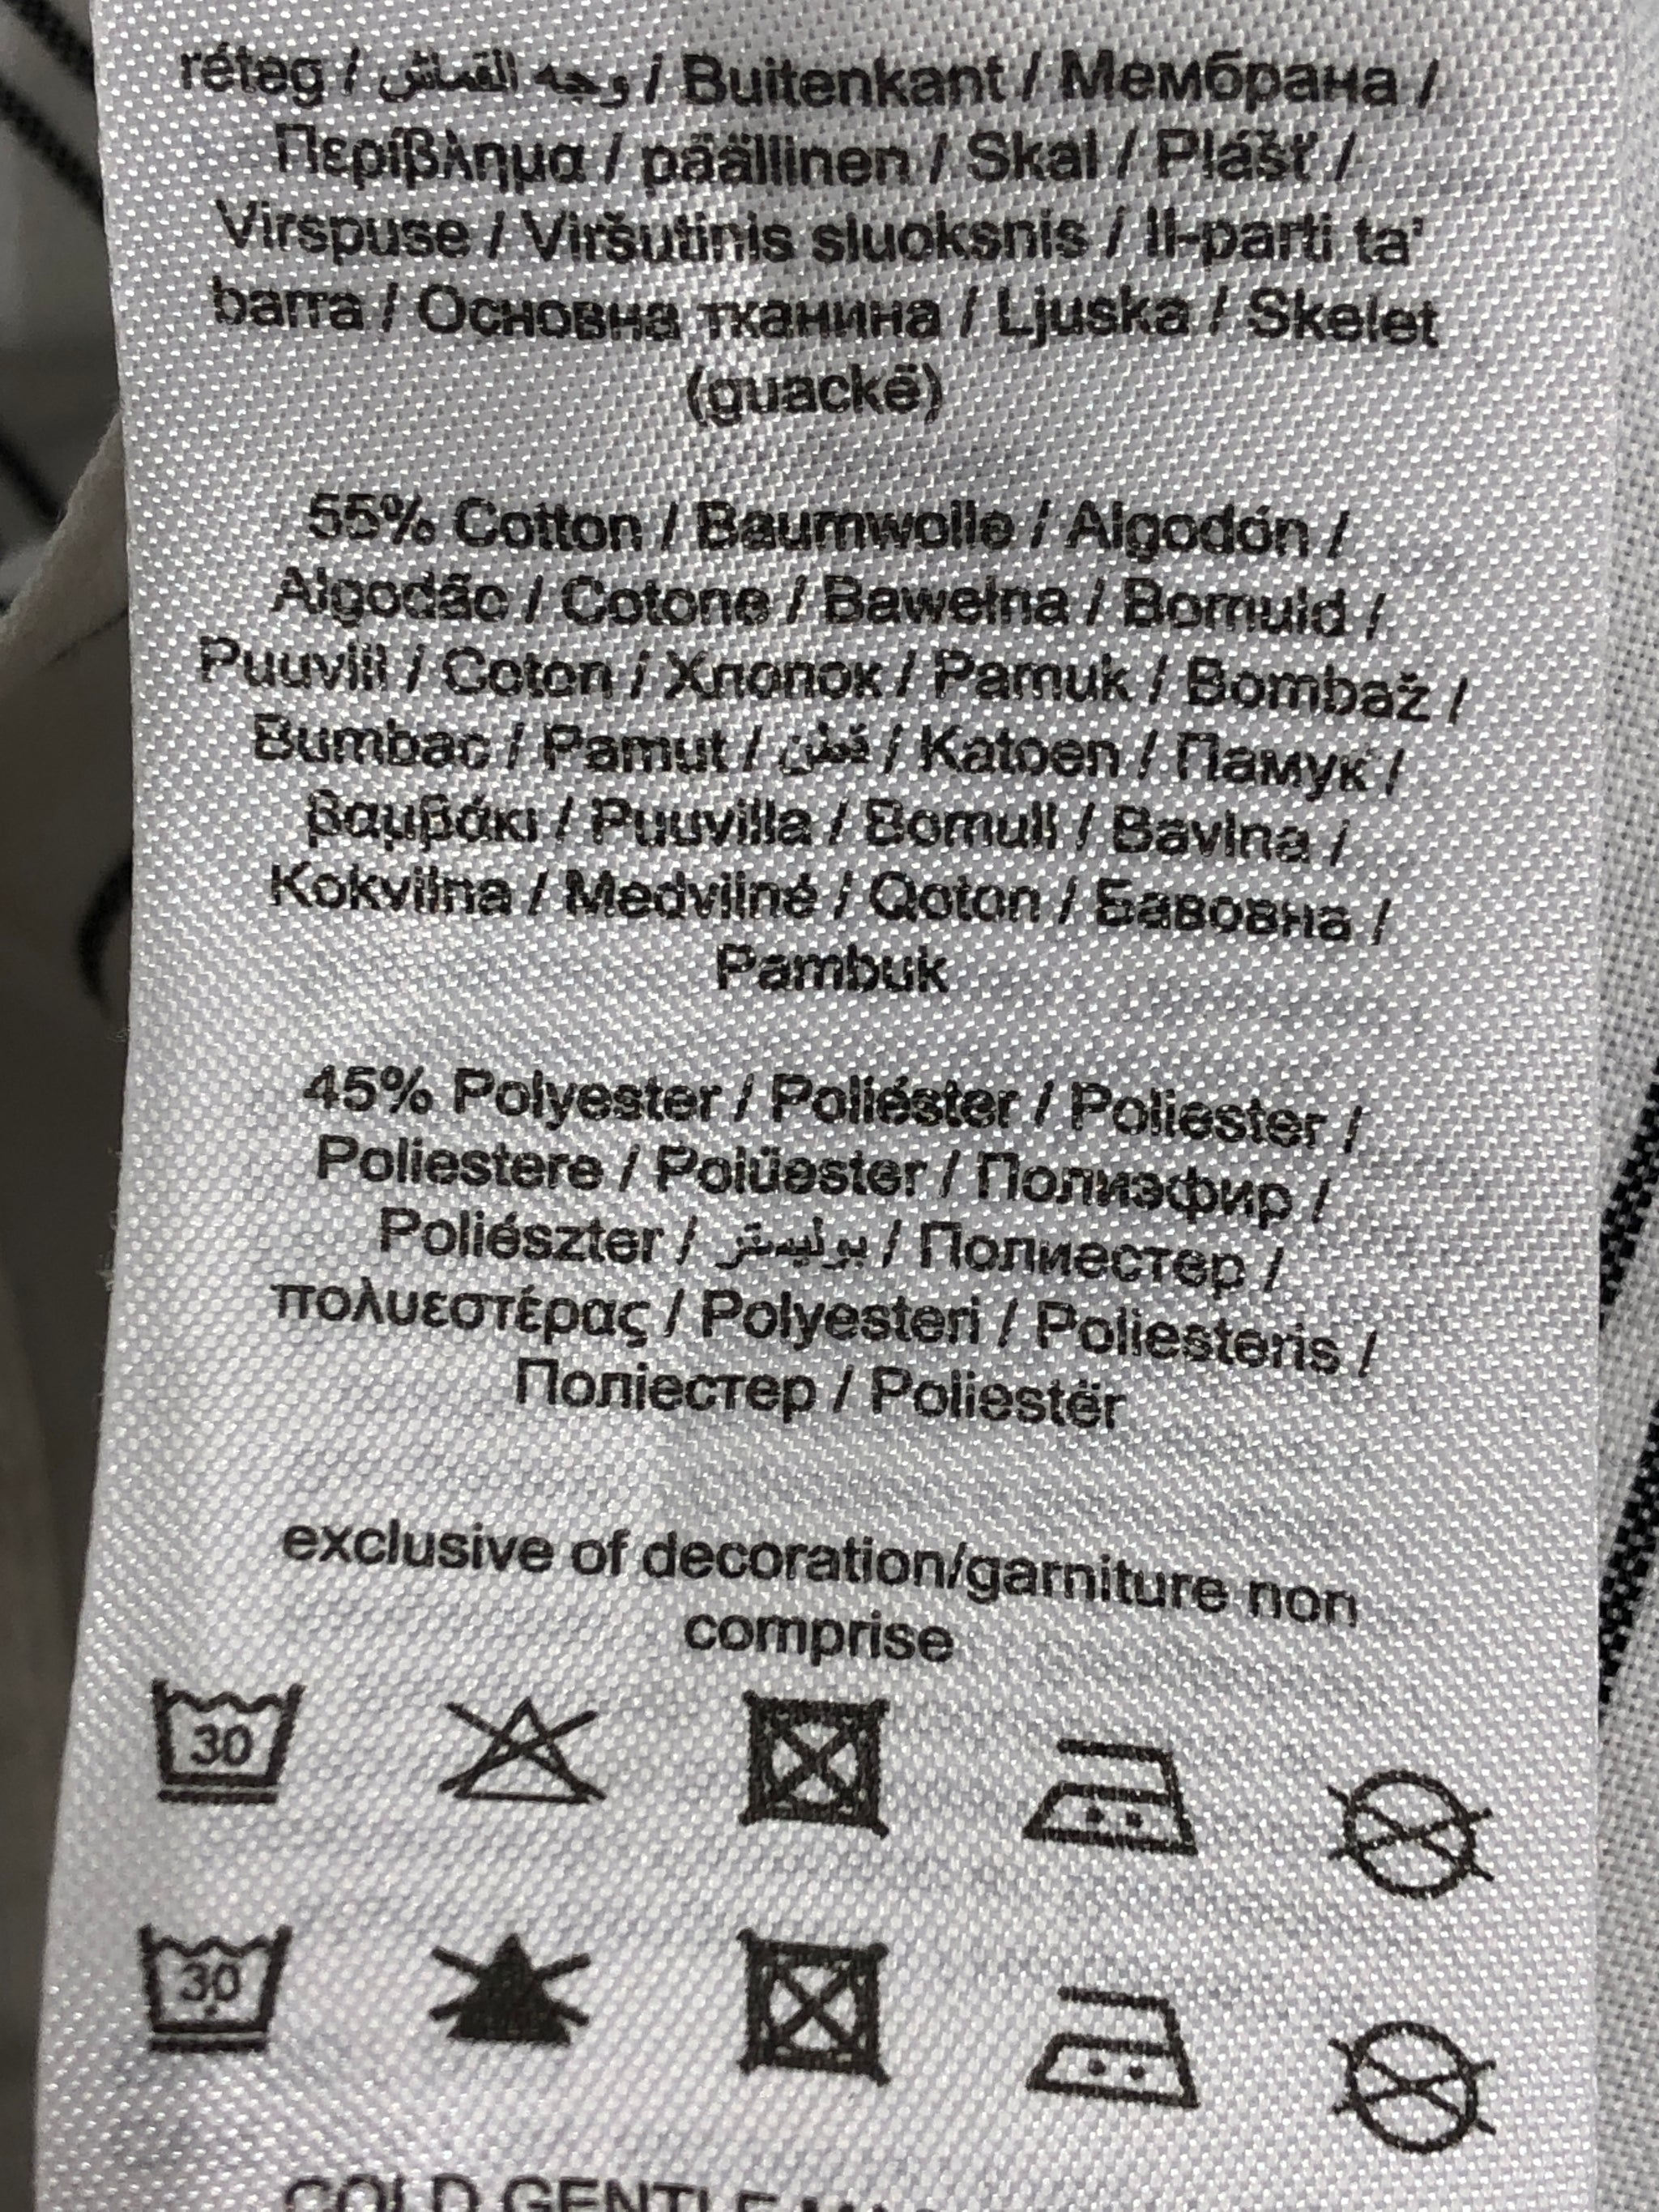 réteg / وجه القماش / Buitenkant / Мембрана /
Περίβλημα / päällinen / Skal / Plášť /
Virspuse / Viršutinis sluoksnis / Il-parti ta'
barra / Основна тканина / Ljuska / Skelet
(guackë)
55% Cotton / Baumwolle / Algodón /
Algodão / Cotone / Bawełna / Bomuld /
Puuvill / Coton / Хлопок / Pamuk / Bombaž /
Bumbac / Pamut / قطن / Katoen / Памук /
βαμβάκι / Puuvilla / Bomull / Bavlna /
Kokvilna / Medvilnė / Qoton / Бавовна /
Pambuk
45% Polyester / Poliéster / Poliester /
Poliestere / Polüester / Полиэфир /
Poliészter / بوليستر / Полиестер /
πολυεστέρας / Polyesteri / Poliesteris /
Поліестер / Poliestër
exclusive of decoration/garniture non
comprise
30
30
COLD GENTLE